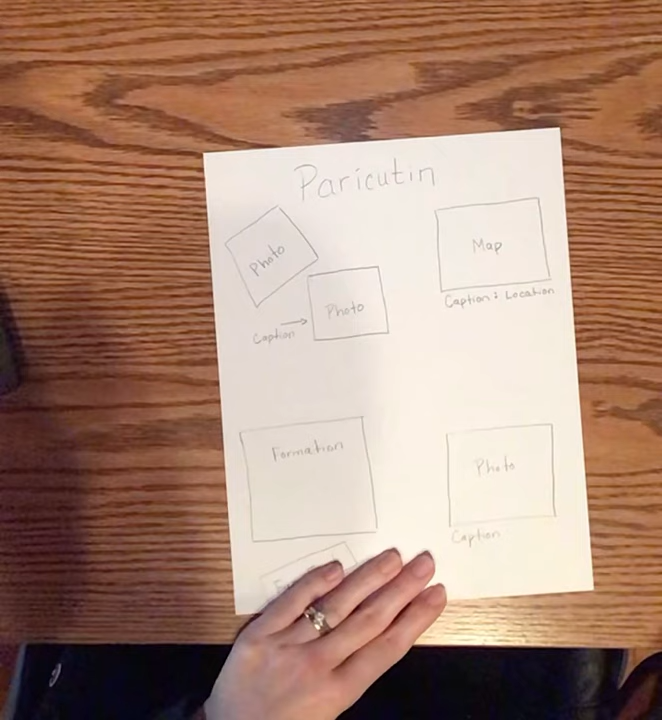 Paricutin
Photo
Map
Photo
Caption : Location
Caption
Formation
Photo
Caption